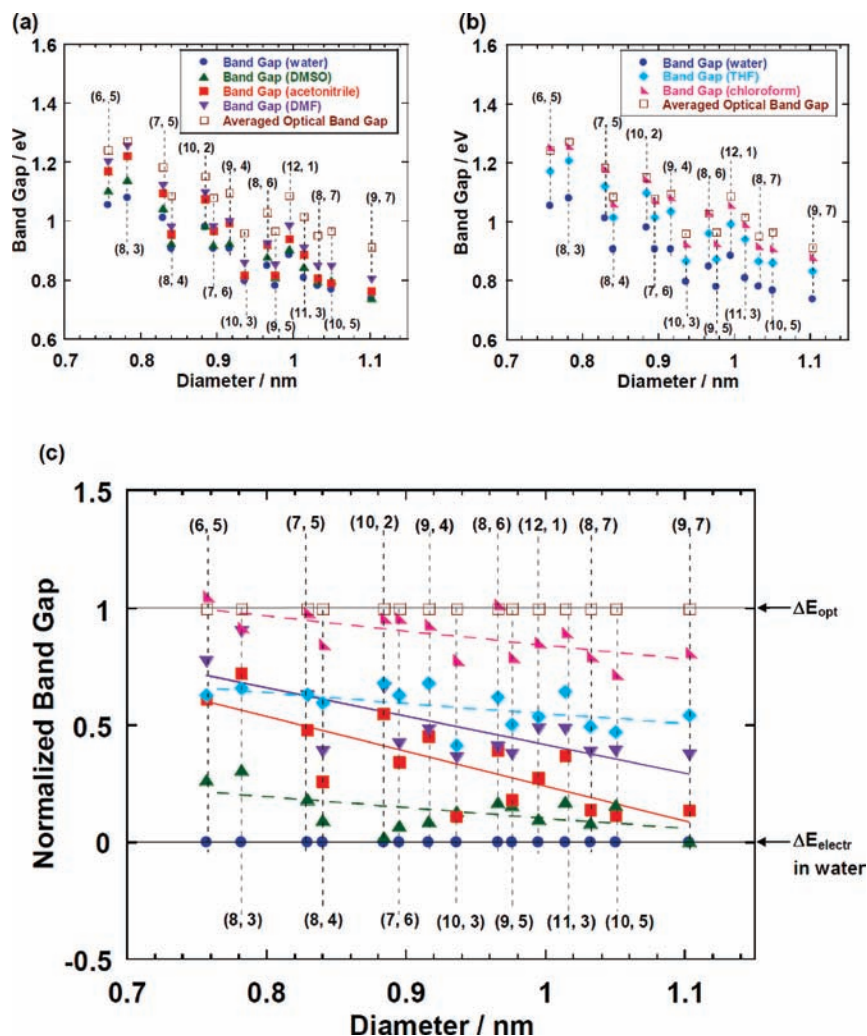 (a)
1.6
1.4
1.2
1
0.8
0.6
Band Gap / eV
Band Gap (water)
Band Gap (DMSO)
Band Gap (acetonitrile)
Band Gap (DMF)
Averaged Optical Band Gap
(6, 5)
(7, 5)
(10, 2)
(9, 4)
(12, 1)
(8, 6)
(8, 7)
(9, 7)
(8, 3)
(8, 4)
(7, 6)
(10, 3)
(9, 5)
(11, 3)
(10, 5)
0.7 0.8 0.9 1 1.1
Diameter / nm
(b)
1.6
1.4
1.2
1
0.8
0.6
Band Gap / eV
Band Gap (water)
Band Gap (THF)
Band Gap (chloroform)
Averaged Optical Band Gap
(6, 5)
(7, 5)
(10, 2)
(9, 4)
(12, 1)
(8, 6)
(8, 7)
(9, 7)
(8, 3)
(8, 4)
(7, 6)
(10, 3)
(9, 5)
(11, 3)
(10, 5)
0.7 0.8 0.9 1 1.1
Diameter / nm
(c)
1.5
1
0.5
0
-0.5
Normalized Band Gap
(6, 5) (7, 5) (10, 2) (9, 4) (8, 6) (12, 1) (8, 7) (9, 7)
ΔEopt
ΔEelectr
in water
(8, 3) (8, 4) (7, 6) (10, 3) (9, 5) (11, 3) (10, 5)
0.7 0.8 0.9 1 1.1
Diameter / nm